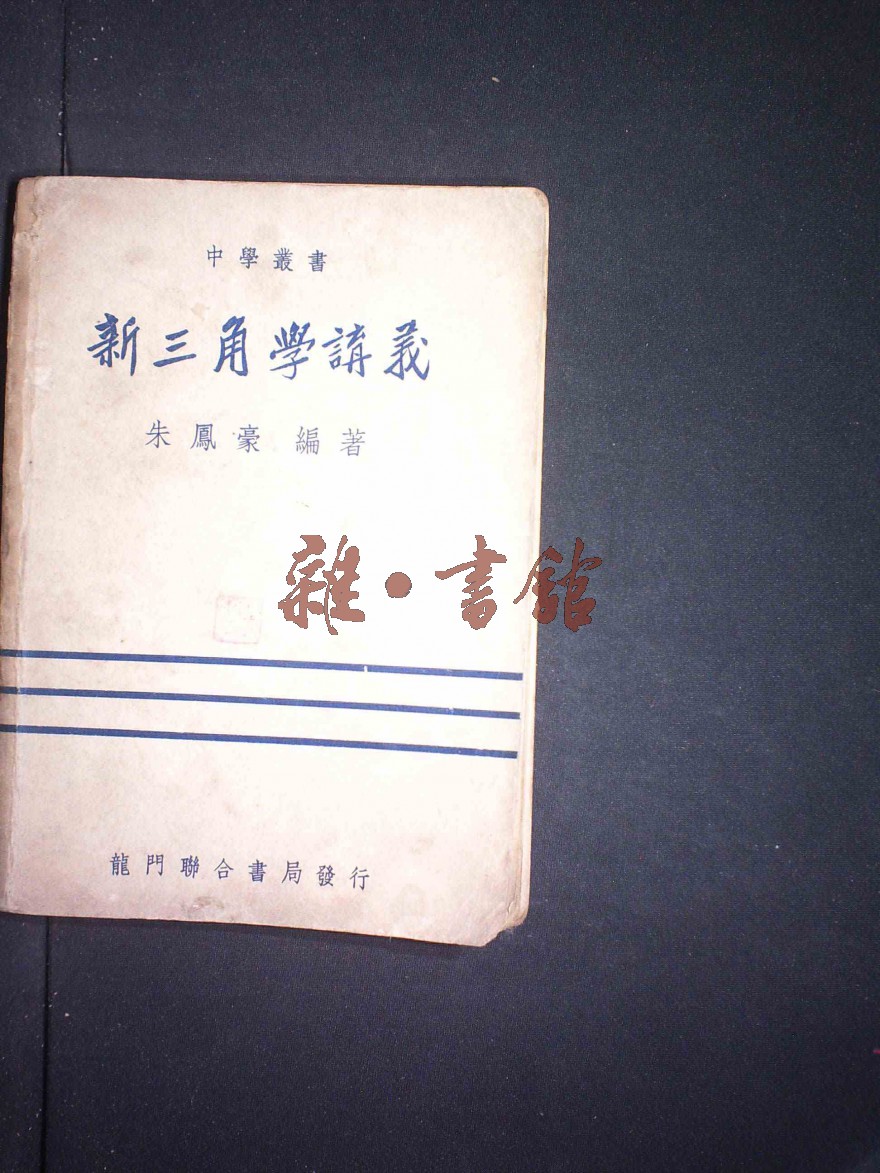 中學叢書
新三角學講義
朱鳳豪 編著
雜·書館
龍門聯合書局發行